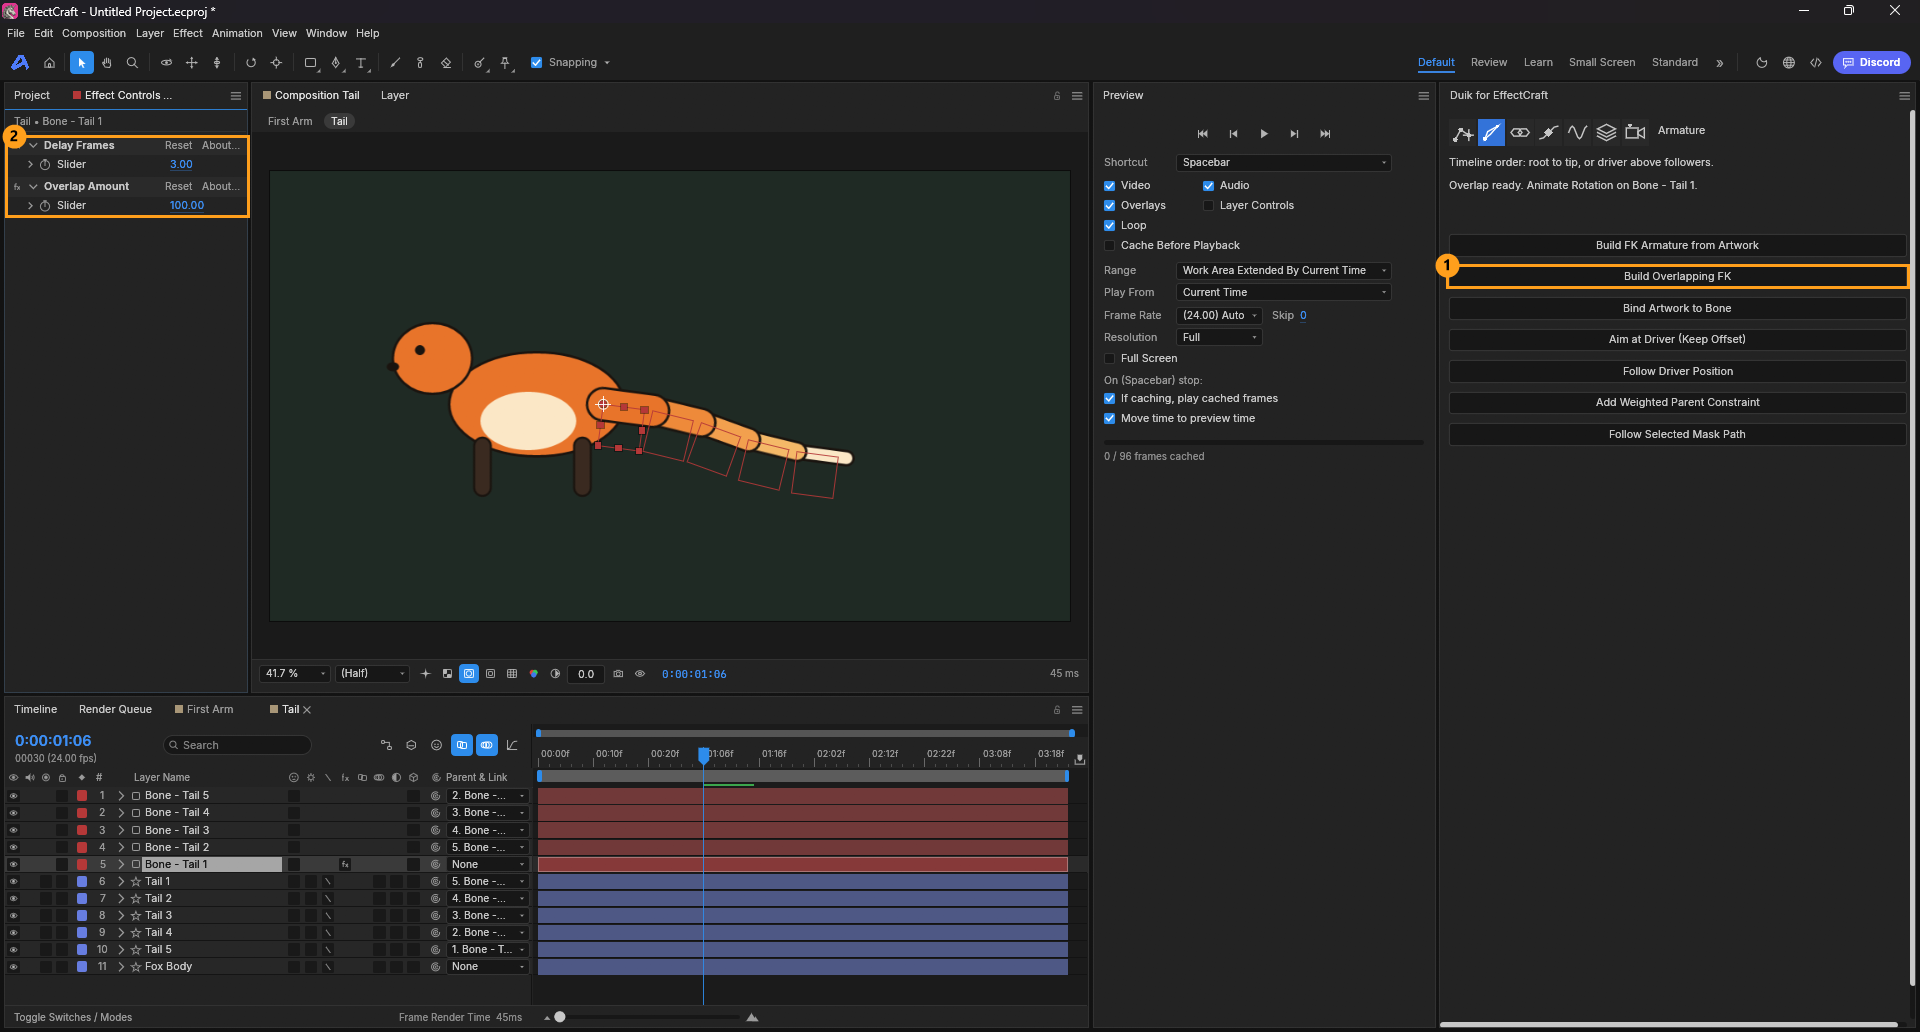 EffectCraft - Untitled Project.ecproj *
File Edit Composition Layer Effect Animation View Window Help
Snapping
Default Review Learn Small Screen Standard » Discord
Project Effect Controls ...
Tail • Bone - Tail 1
2
Delay Frames Reset About...
Slider 3.00
fx Overlap Amount Reset About...
Slider 100.00
Composition Tail Layer
First Arm Tail
41.7 % (Half) 0.0 0:00:01:06 45 ms
Preview
Shortcut Spacebar
Video Audio
Overlays Layer Controls
Loop
Cache Before Playback
Range Work Area Extended By Current Time
Play From Current Time
Frame Rate (24.00) Auto Skip 0
Resolution Full
Full Screen
On (Spacebar) stop:
If caching, play cached frames
Move time to preview time
0 / 96 frames cached
Duik for EffectCraft
Armature
Timeline order: root to tip, or driver above followers.
Overlap ready. Animate Rotation on Bone - Tail 1.
Build FK Armature from Artwork
1
Build Overlapping FK
Bind Artwork to Bone
Aim at Driver (Keep Offset)
Follow Driver Position
Add Weighted Parent Constraint
Follow Selected Mask Path
Timeline Render Queue First Arm Tail
0:00:01:06
00030 (24.00 fps)
Search
00:00f 00:10f 00:20f 01:06f 01:16f 02:02f 02:12f 02:22f 03:08f 03:18f
# Layer Name fx Parent & Link
1 Bone - Tail 5 2. Bone -...
2 Bone - Tail 4 3. Bone -...
3 Bone - Tail 3 4. Bone -...
4 Bone - Tail 2 5. Bone -...
5 Bone - Tail 1 fx None
6 Tail 1 5. Bone -...
7 Tail 2 4. Bone -...
8 Tail 3 3. Bone -...
9 Tail 4 2. Bone -...
10 Tail 5 1. Bone - T...
11 Fox Body None
Toggle Switches / Modes Frame Render Time 45ms